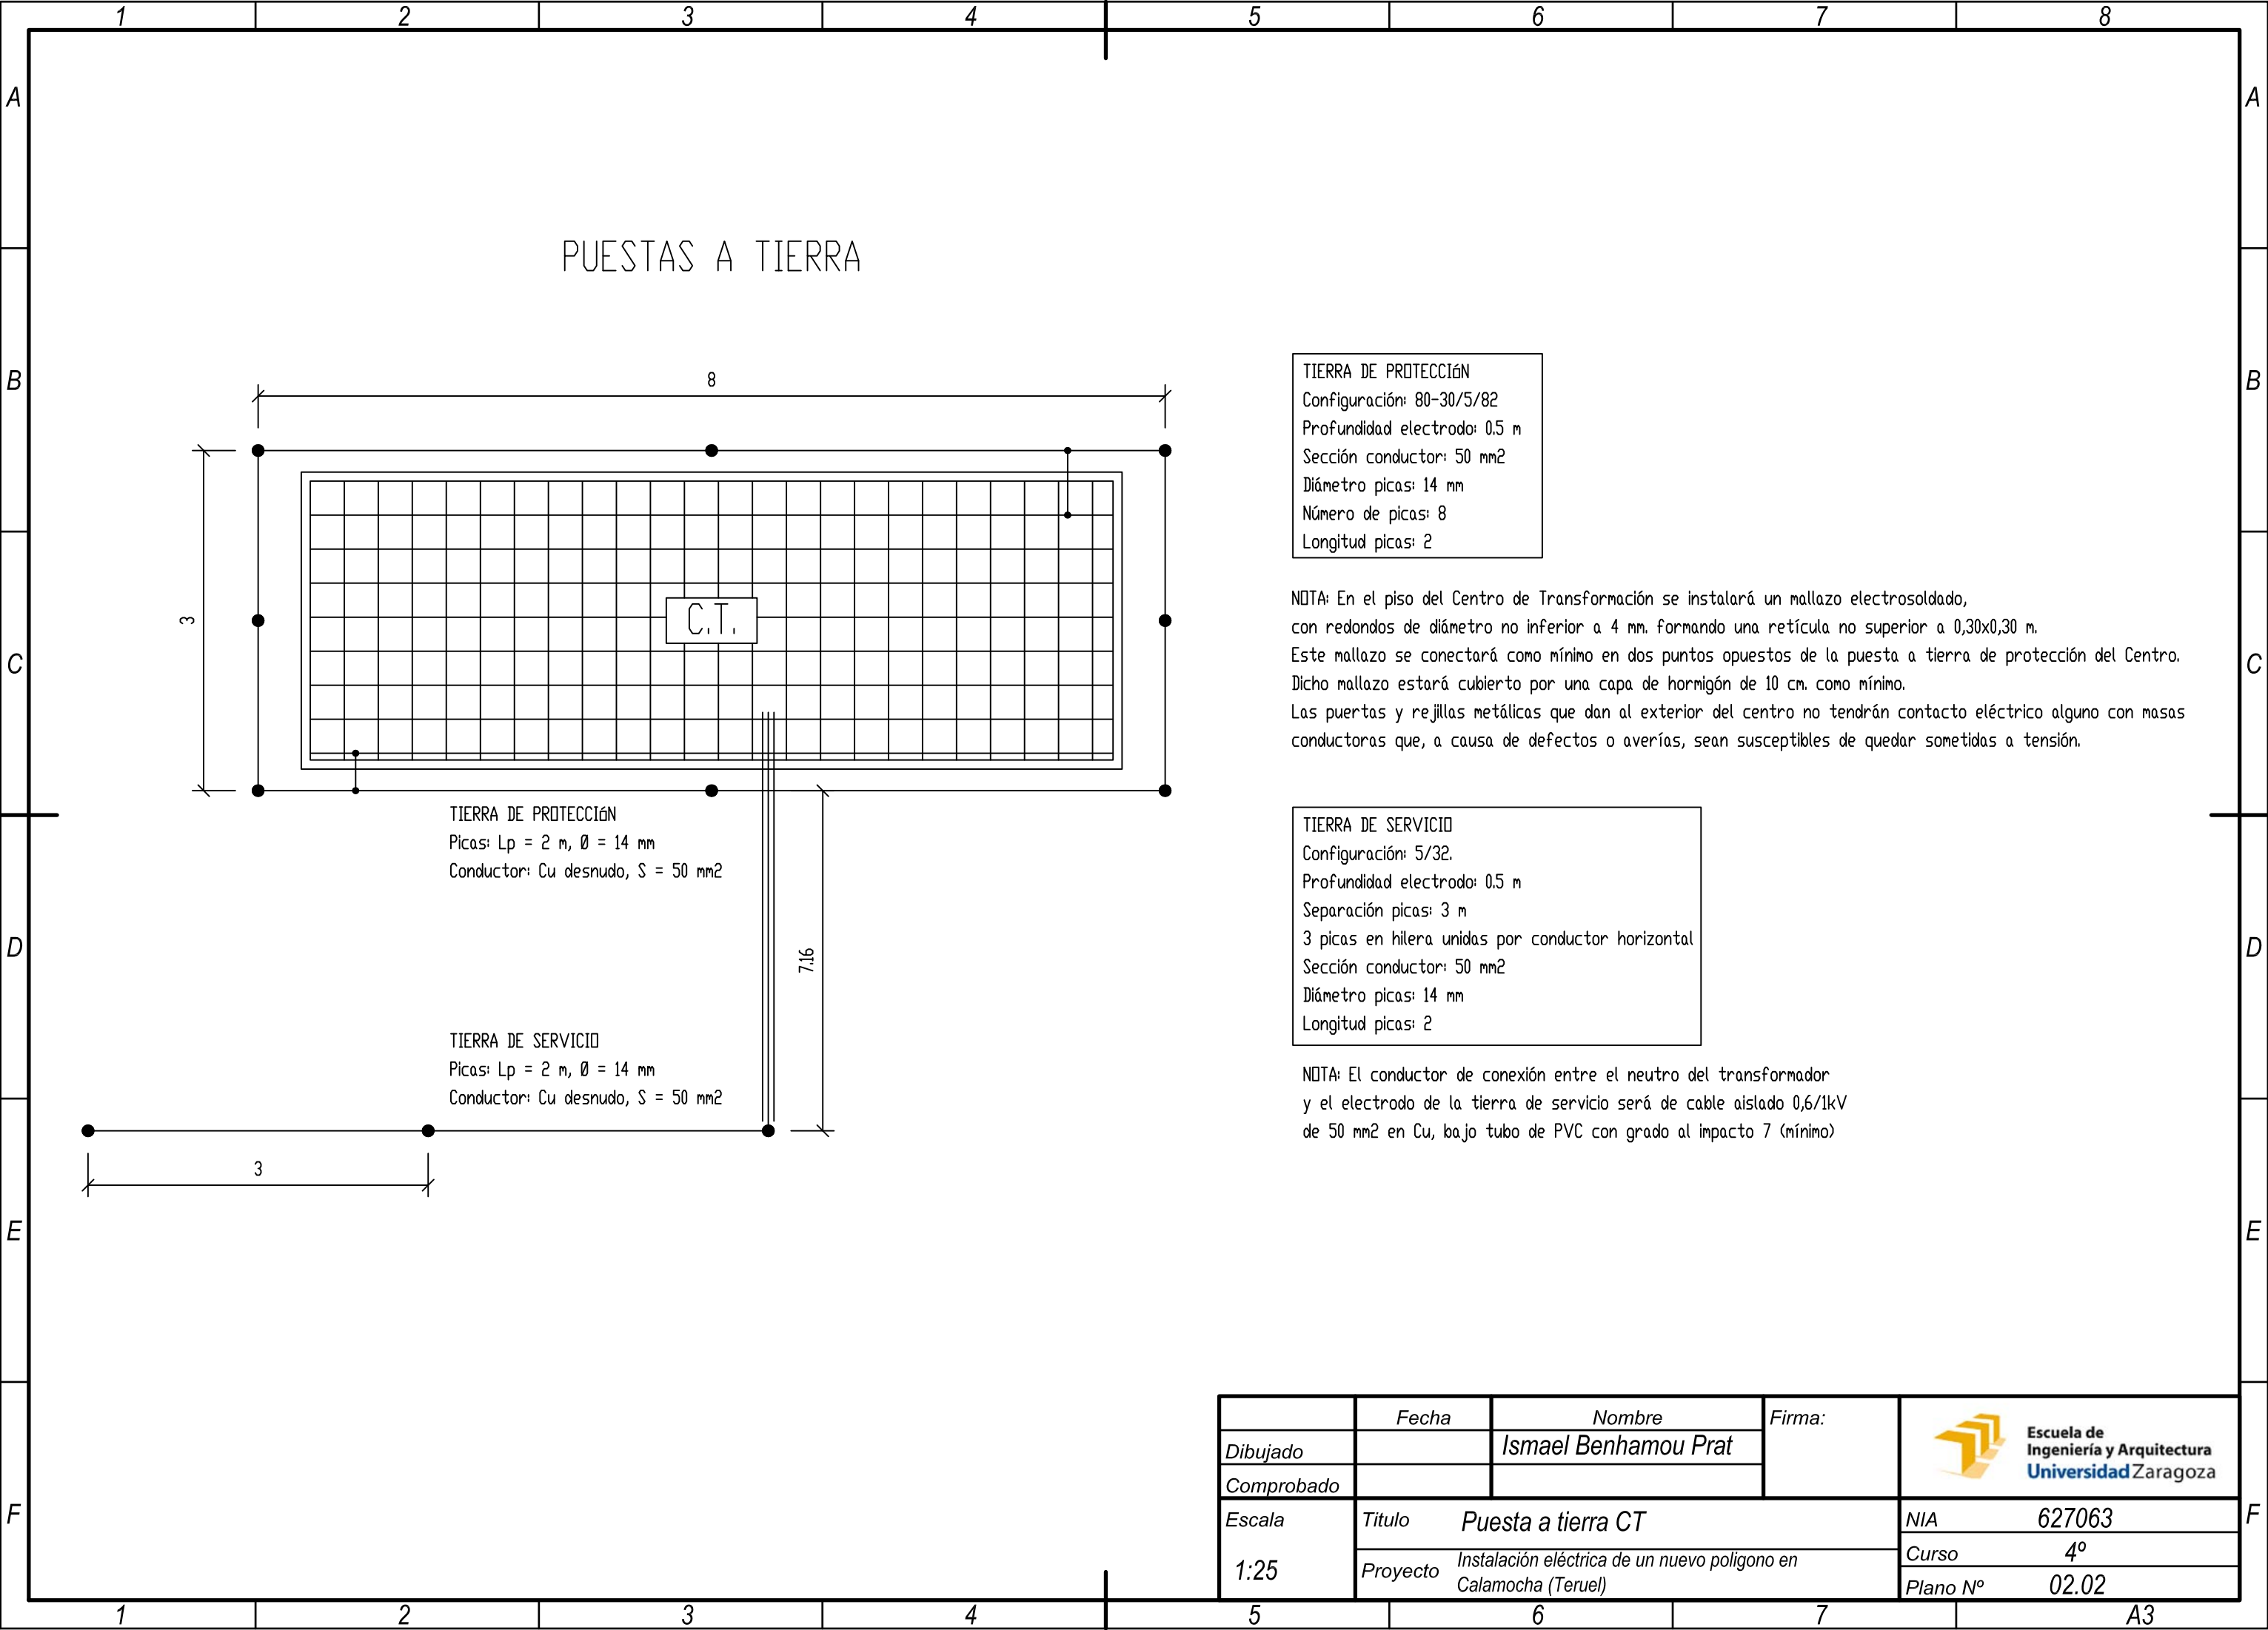 1 2 3 4 5 6 7 8
A A
PUESTAS A TIERRA
B B
8
3
C.T.
TIERRA DE PROTECCIóN
Picas: Lp = 2 m, Ø = 14 mm
Conductor: Cu desnudo, S = 50 mm2
7.16
TIERRA DE SERVICIO
Picas: Lp = 2 m, Ø = 14 mm
Conductor: Cu desnudo, S = 50 mm2
3
TIERRA DE PROTECCIóN
Configuración: 80-30/5/82
Profundidad electrodo: 0.5 m
Sección conductor: 50 mm2
Diámetro picas: 14 mm
Número de picas: 8
Longitud picas: 2
NOTA: En el piso del Centro de Transformación se instalará un mallazo electrosoldado,
con redondos de diámetro no inferior a 4 mm. formando una retícula no superior a 0,30x0,30 m.
Este mallazo se conectará como mínimo en dos puntos opuestos de la puesta a tierra de protección del Centro.
Dicho mallazo estará cubierto por una capa de hormigón de 10 cm. como mínimo.
Las puertas y rejillas metálicas que dan al exterior del centro no tendrán contacto eléctrico alguno con masas
conductoras que, a causa de defectos o averías, sean susceptibles de quedar sometidas a tensión.
C C
TIERRA DE SERVICIO
Configuración: 5/32.
Profundidad electrodo: 0.5 m
Separación picas: 3 m
3 picas en hilera unidas por conductor horizontal
Sección conductor: 50 mm2
Diámetro picas: 14 mm
Longitud picas: 2
D D
NOTA: El conductor de conexión entre el neutro del transformador
y el electrodo de la tierra de servicio será de cable aislado 0,6/1kV
de 50 mm2 en Cu, bajo tubo de PVC con grado al impacto 7 (mínimo)
E E
Fecha Nombre Firma:
Dibujado Ismael Benhamou Prat
Comprobado
Escuela de
Ingeniería y Arquitectura
Universidad Zaragoza
Escala
1:25
Titulo Puesta a tierra CT
Proyecto Instalación eléctrica de un nuevo poligono en
Calamocha (Teruel)
NIA 627063
Curso 4º
Plano Nº 02.02
F F
1 2 3 4 5 6 7 A3